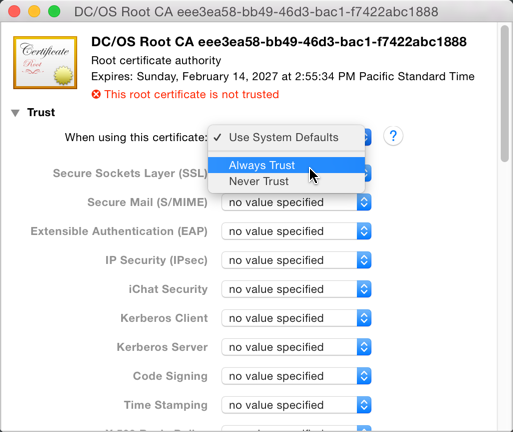 DC/OS Root CA eee3ea58-bb49-46d3-bac1-f7422abc1888
Certificate
Root
DC/OS Root CA eee3ea58-bb49-46d3-bac1-f7422abc1888
Root certificate authority
Expires: Sunday, February 14, 2027 at 2:55:34 PM Pacific Standard Time
This root certificate is not trusted
Trust
When using this certificate: ✓ Use System Defaults ?
Always Trust
Never Trust
Secure Sockets Layer (SSL)
Secure Mail (S/MIME) no value specified
Extensible Authentication (EAP) no value specified
IP Security (IPsec) no value specified
iChat Security no value specified
Kerberos Client no value specified
Kerberos Server no value specified
Code Signing no value specified
Time Stamping no value specified